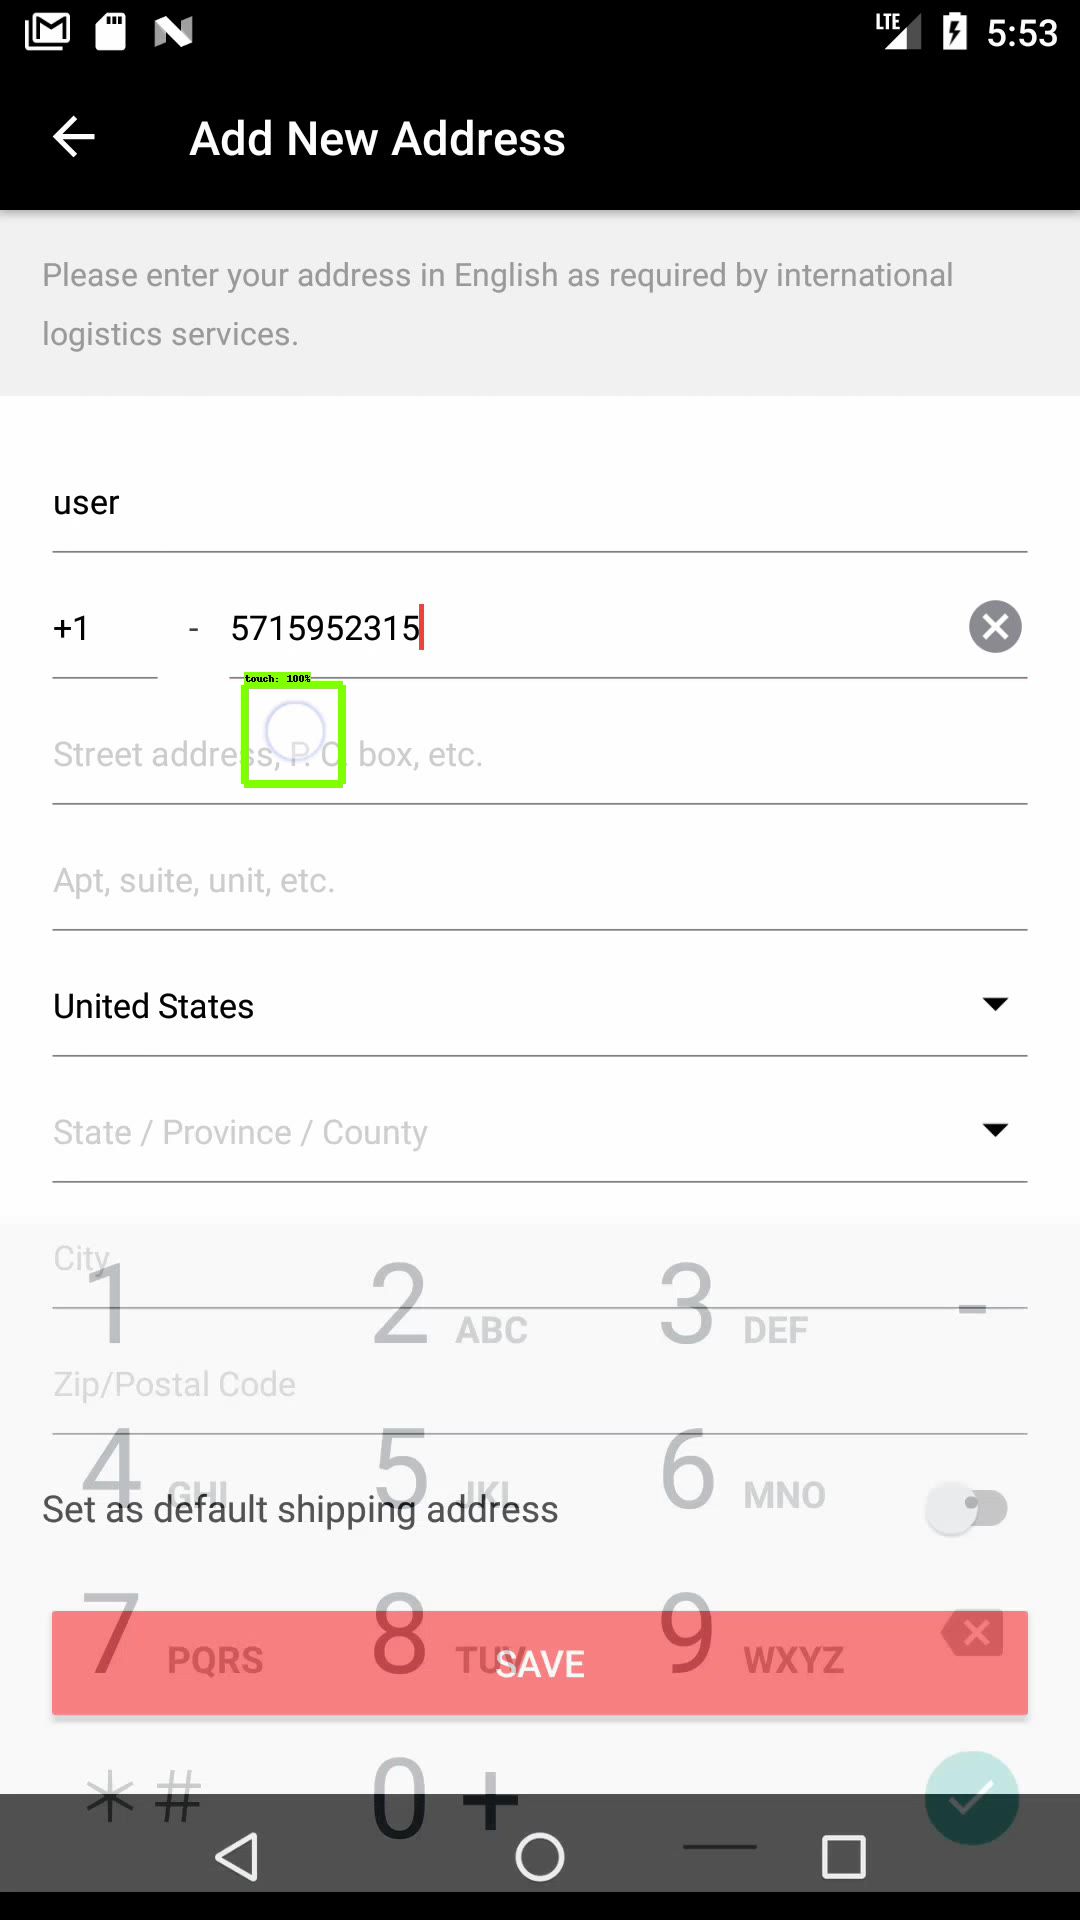 LTE 5:53
Add New Address
Please enter your address in English as required by international
logistics services.
user
+1 - 5715952315
touch: 100%
Street address, P. O. box, etc.
Apt, suite, unit, etc.
United States
State / Province / County
City
1 2 ABC 3 DEF -
Zip/Postal Code
4 GHI 5 JKL 6 MNO
Set as default shipping address
7 PQRS 8 TUV 9 WXYZ
SAVE
* # 0 +